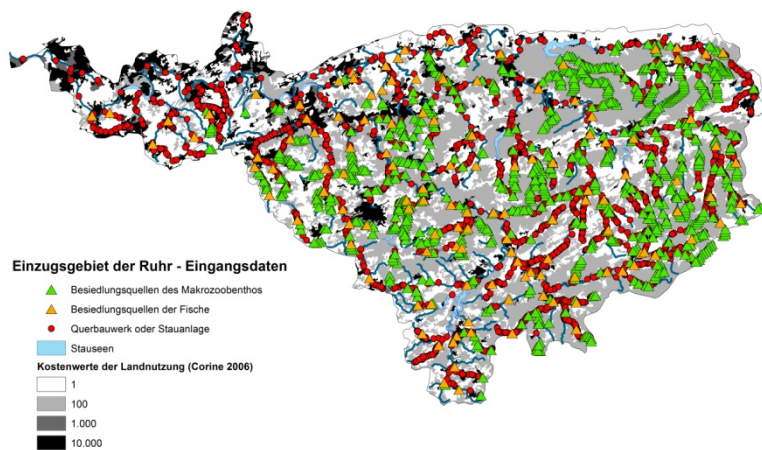 Einzugsgebiet der Ruhr - Eingangsdaten
Besiedlungsquellen des Makrozoobenthos
Besiedlungsquellen der Fische
Querbauwerk oder Stauanlage
Stauseen
Kostenwerte der Landnutzung (Corine 2006)
1
100
1.000
10.000